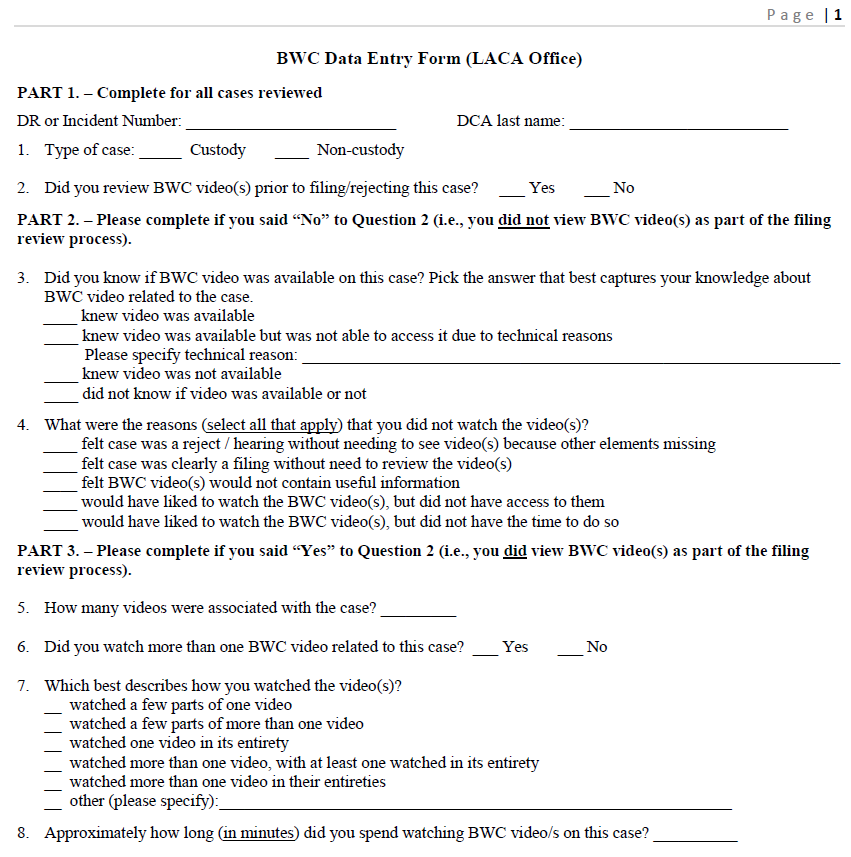 Page | 1
BWC Data Entry Form (LACA Office)
PART 1. – Complete for all cases reviewed
DR or Incident Number: _________________________ DCA last name: __________________________
1. Type of case: _____ Custody ____ Non-custody
2. Did you review BWC video(s) prior to filing/rejecting this case? ___ Yes ___ No
PART 2. – Please complete if you said “No” to Question 2 (i.e., you did not view BWC video(s) as part of the filing
review process).
3. Did you know if BWC video was available on this case? Pick the answer that best captures your knowledge about
BWC video related to the case.
____ knew video was available
____ knew video was available but was not able to access it due to technical reasons
Please specify technical reason: ________________________________________________________________
____ knew video was not available
____ did not know if video was available or not
4. What were the reasons (select all that apply) that you did not watch the video(s)?
____ felt case was a reject / hearing without needing to see video(s) because other elements missing
____ felt case was clearly a filing without need to review the video(s)
____ felt BWC video(s) would not contain useful information
____ would have liked to watch the BWC video(s), but did not have access to them
____ would have liked to watch the BWC video(s), but did not have the time to do so
PART 3. – Please complete if you said “Yes” to Question 2 (i.e., you did view BWC video(s) as part of the filing
review process).
5. How many videos were associated with the case? _________
6. Did you watch more than one BWC video related to this case? ___ Yes ___ No
7. Which best describes how you watched the video(s)?
__ watched a few parts of one video
__ watched a few parts of more than one video
__ watched one video in its entirety
__ watched more than one video, with at least one watched in its entirety
__ watched more than one video in their entireties
__ other (please specify):_____________________________________________________________
8. Approximately how long (in minutes) did you spend watching BWC video/s on this case? __________